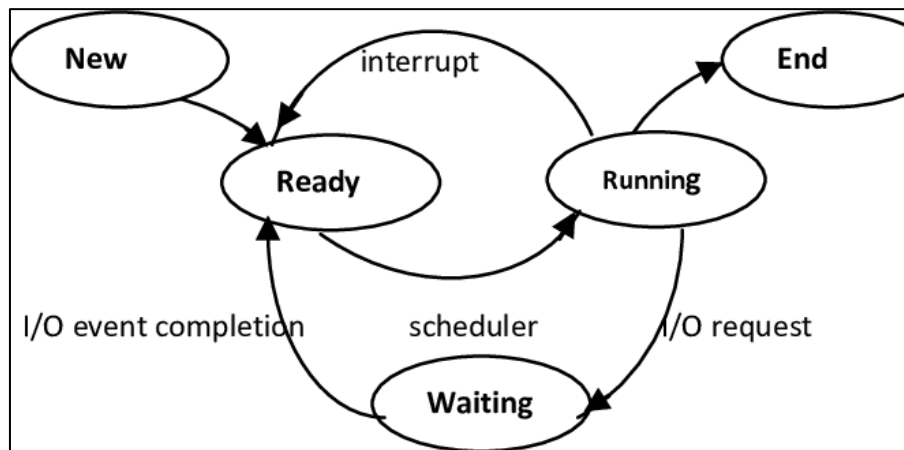 New
End
interrupt
Ready
Running
I/O event completion
scheduler
I/O request
Waiting